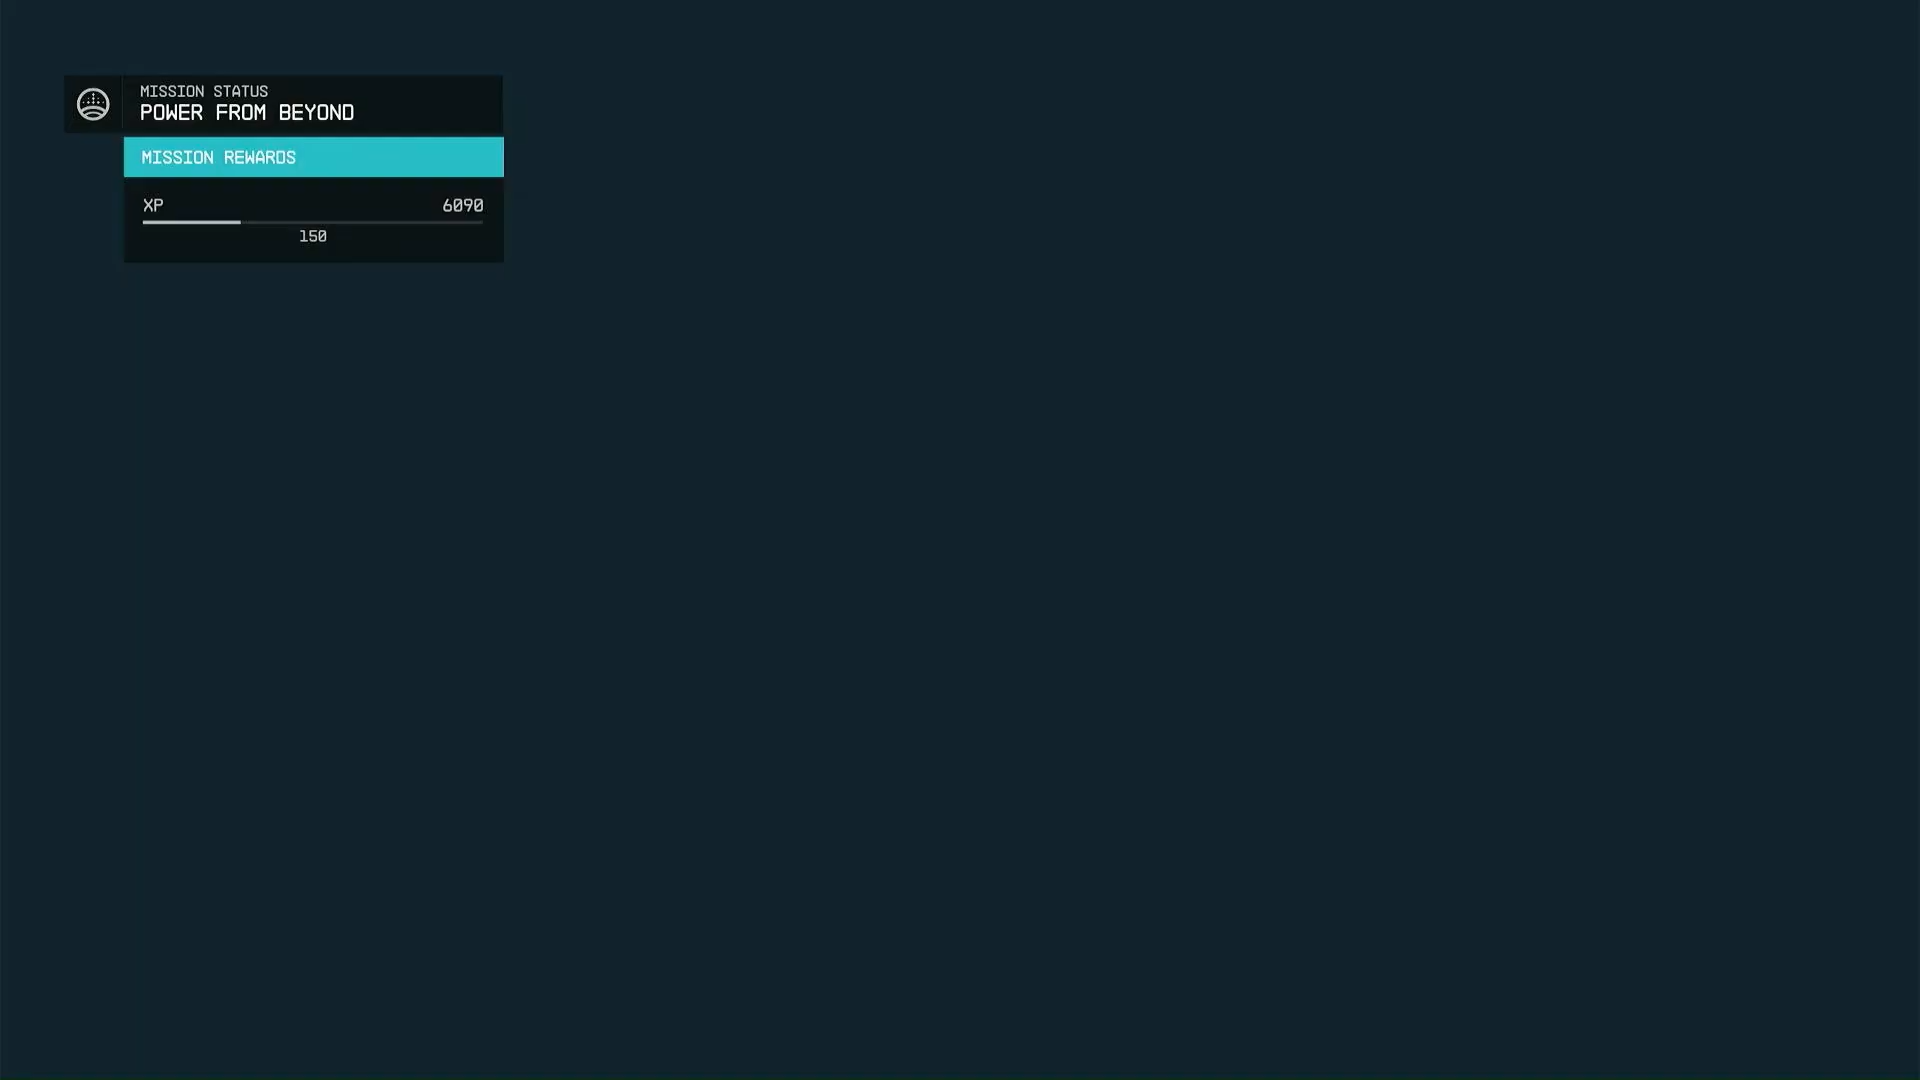 MISSION STATUS
POWER FROM BEYOND
MISSION REWARDS
XP 6090
150